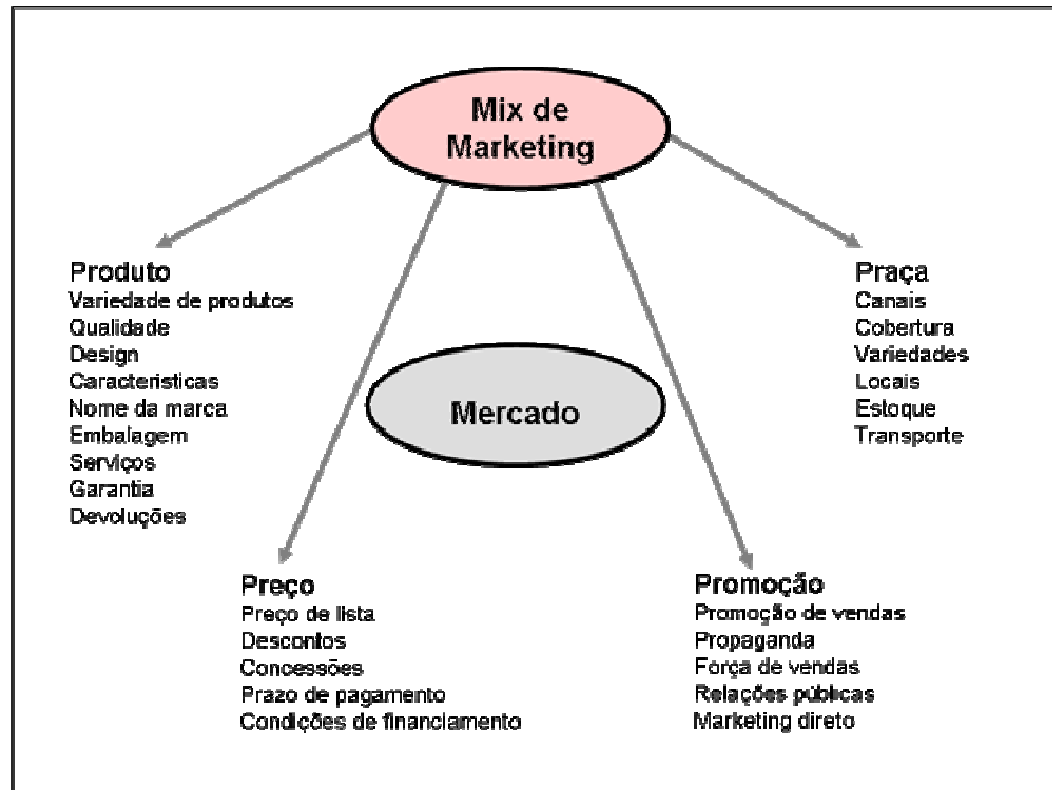 Mix de
Marketing
Produto
Variedade de produtos
Qualidade
Design
Características
Nome da marca
Embalagem
Serviços
Garantia
Devoluções
Praça
Canais
Cobertura
Variedades
Locais
Estoque
Transporte
Mercado
Preço
Preço de lista
Descontos
Concessões
Prazo de pagamento
Condições de financiamento
Promoção
Promoção de vendas
Propaganda
Força de vendas
Relações públicas
Marketing direto